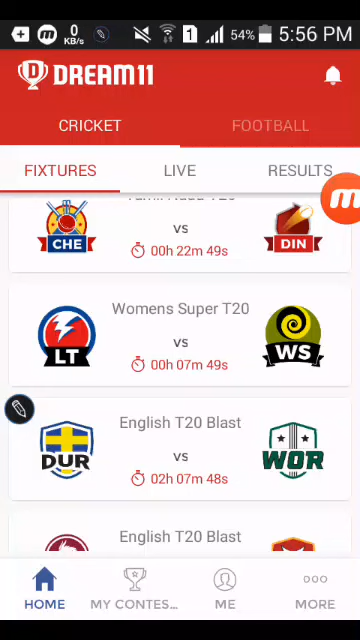 0 KB/s 1 54% 5:56 PM
DREAM11
CRICKET FOOTBALL
FIXTURES LIVE RESULTS
CHE vs DIN
00h 22m 49s
Womens Super T20
LT vs WS
00h 07m 49s
English T20 Blast
DUR vs WOR
02h 07m 48s
English T20 Blast
HOME MY CONTES... ME MORE